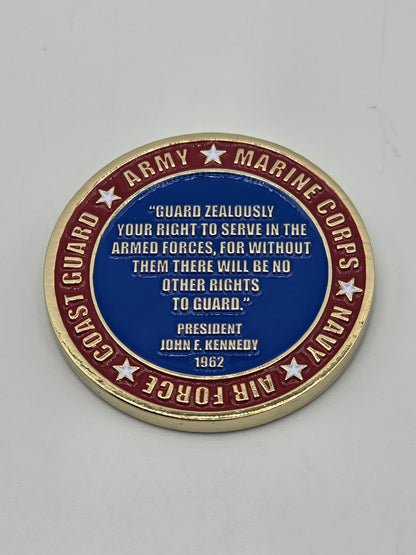 ARMY ★ MARINE CORPS ★ NAVY ★ AIR FORCE ★ COAST GUARD ★
“GUARD ZEALOUSLY
YOUR RIGHT TO SERVE IN THE
ARMED FORCES, FOR WITHOUT
THEM THERE WILL BE NO
OTHER RIGHTS
TO GUARD.”
PRESIDENT
JOHN F. KENNEDY
1962